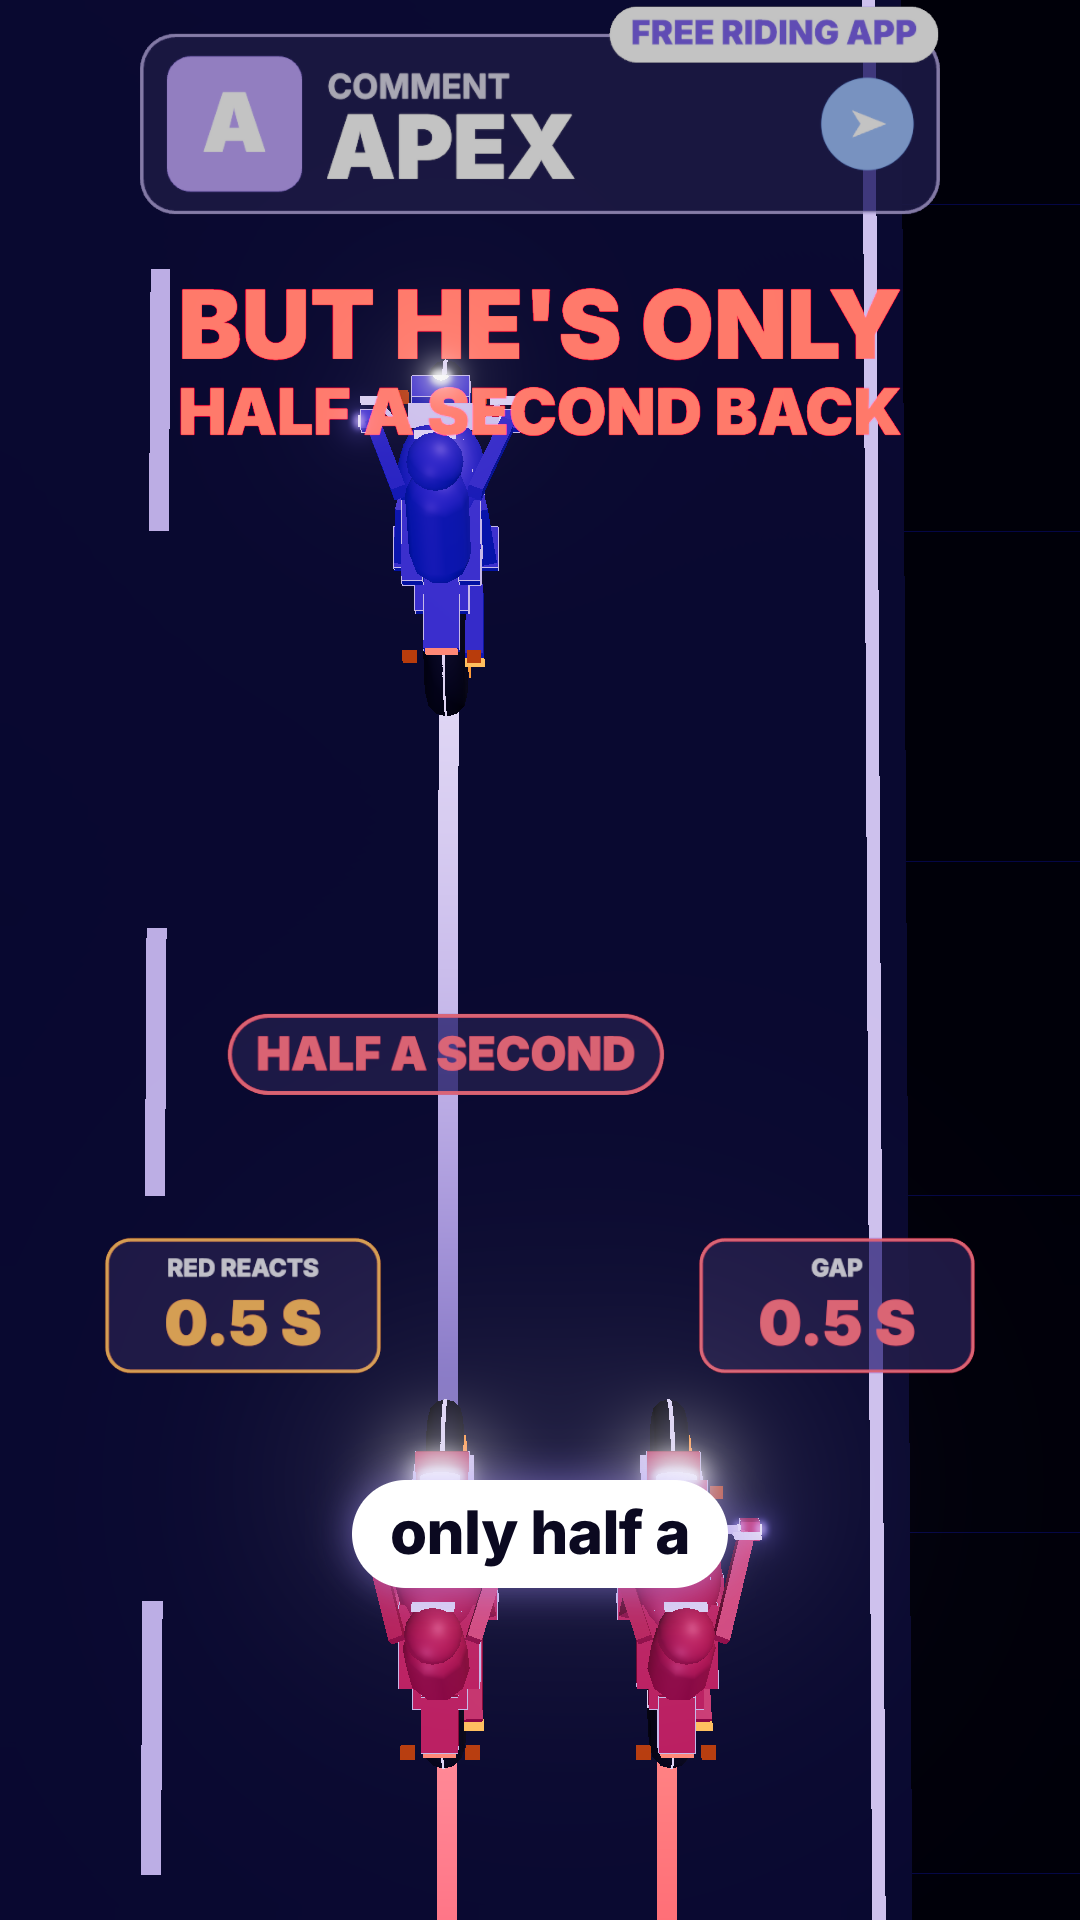 FREE RIDING APP
A
COMMENT
APEX
BUT HE'S ONLY
HALF A SECOND BACK
HALF A SECOND
RED REACTS
0.5 S
GAP
0.5 S
only half a